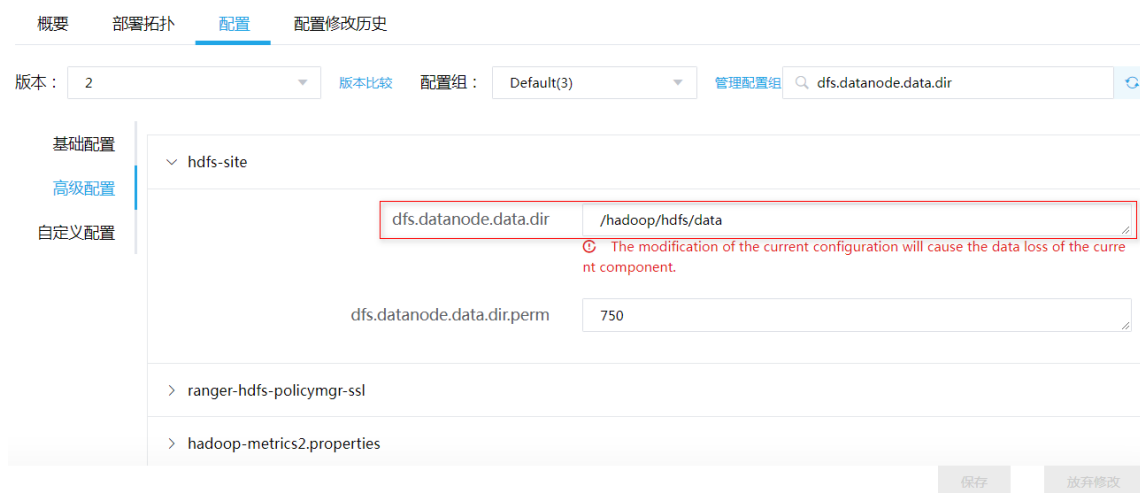 概要 部署拓扑 配置 配置修改历史
版本： 2 版本比较 配置组： Default(3) 管理配置组 dfs.datanode.data.dir
基础配置
高级配置
自定义配置
hdfs-site
dfs.datanode.data.dir /hadoop/hdfs/data
The modification of the current configuration will cause the data loss of the curre
nt component.
dfs.datanode.data.dir.perm 750
ranger-hdfs-policymgr-ssl
hadoop-metrics2.properties
保存 放弃修改